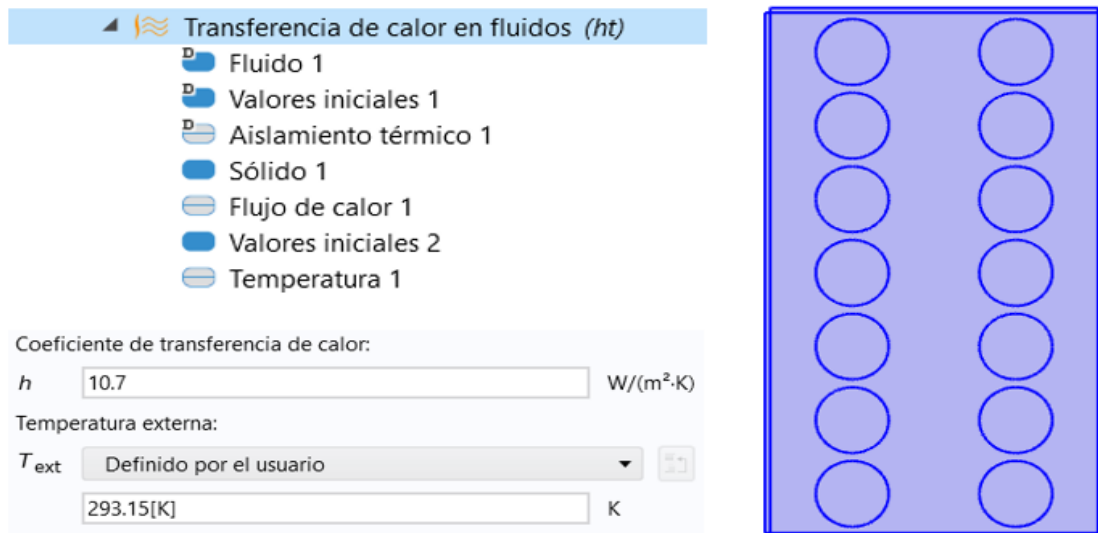 Transferencia de calor en fluidos (ht)
D Fluido 1
D Valores iniciales 1
D Aislamiento térmico 1
Sólido 1
Flujo de calor 1
Valores iniciales 2
Temperatura 1
Coeficiente de transferencia de calor:
h 10.7 W/(m²·K)
Temperatura externa:
Text Definido por el usuario
293.15[K] K